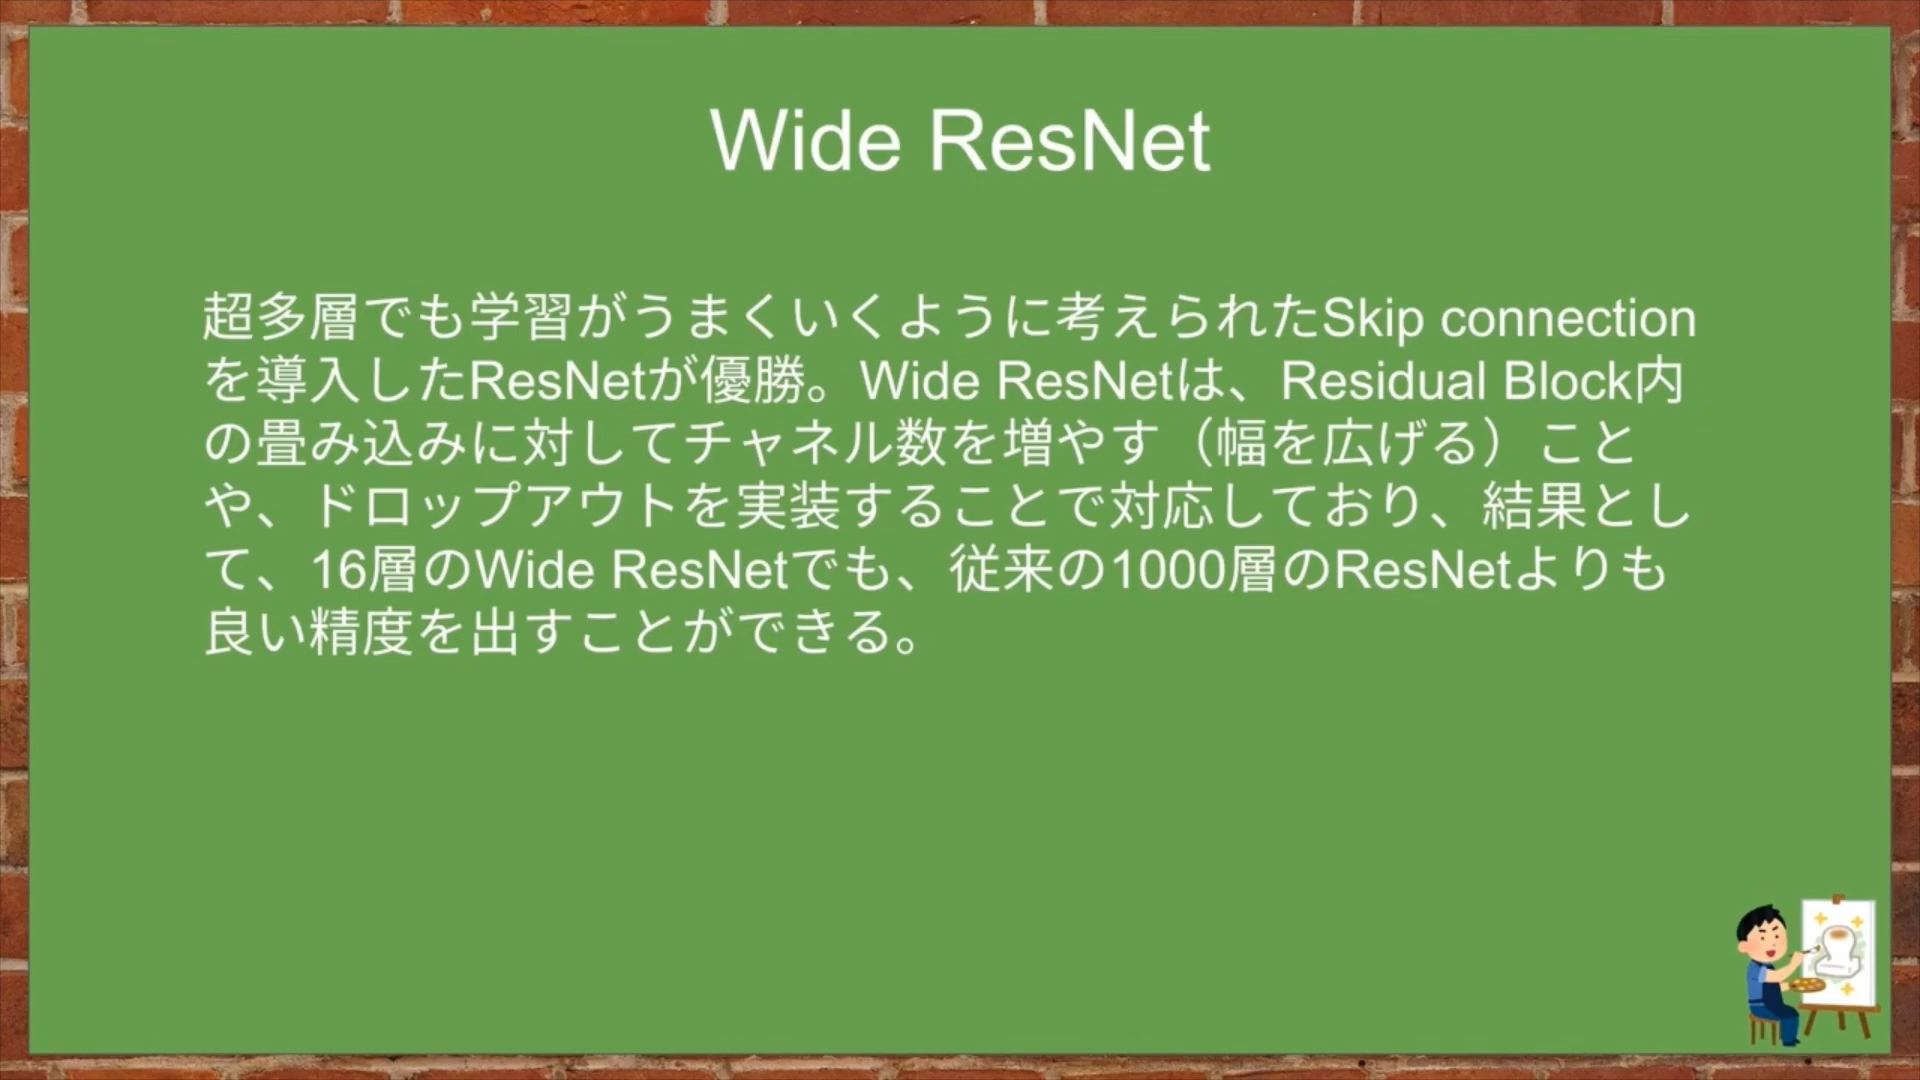 Wide ResNet
超多層でも学習がうまくいくように考えられたSkip connection
を導入したResNetが優勝。Wide ResNetは、Residual Block内
の畳み込みに対してチャネル数を増やす（幅を広げる）こと
や、ドロップアウトを実装することで対応しており、結果とし
て、16層のWide ResNetでも、従来の1000層のResNetよりも
良い精度を出すことができる。